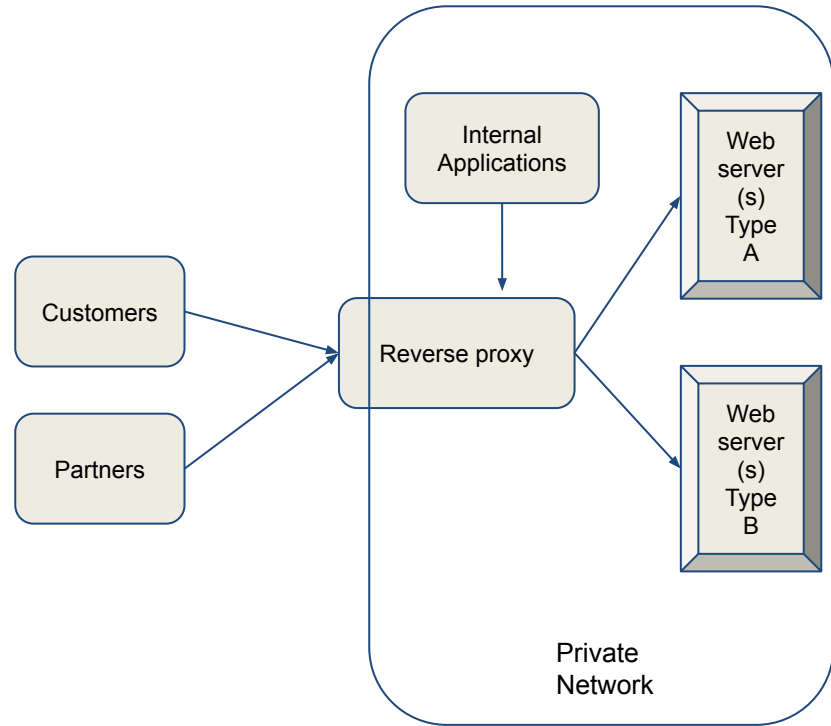 Internal
Applications
Web
server
(s)
Type
A
Customers
Reverse proxy
Partners
Web
server
(s)
Type
B
Private
Network